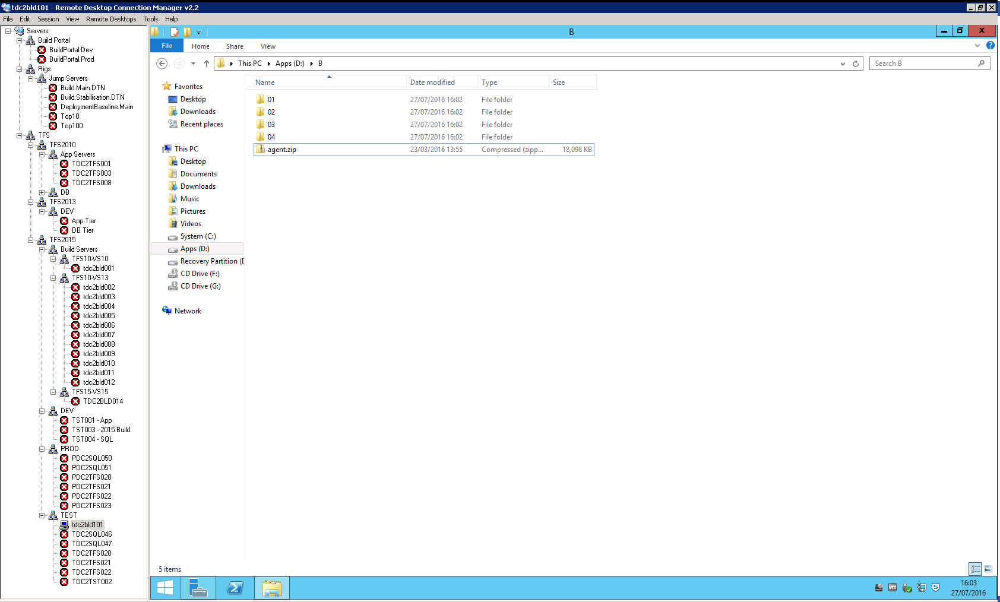 tdc2bld101 - Remote Desktop Connection Manager v2.2
File Edit Session View Remote Desktops Tools Help
Servers
Build Portal
BuildPortal.Dev
BuildPortal.Prod
Rigs
Jump Servers
Build.Main.DTN
Build.Stabilisation.DTN
DeploymentBaseline.Main
Top10
Top100
TFS
TFS2010
App Servers
TDC2TFS001
TDC2TFS003
TDC2TFS008
DB
TFS2013
DEV
App Tier
DB Tier
TFS2015
Build Servers
TFS10-VS10
tdc2bld001
TFS10-VS13
tdc2bld002
tdc2bld003
tdc2bld004
tdc2bld005
tdc2bld006
tdc2bld007
tdc2bld008
tdc2bld009
tdc2bld010
tdc2bld011
tdc2bld012
TFS15-VS15
TDC2BLD014
DEV
TST001 - App
TST003 - 2015 Build
TST004 - SQL
PROD
PDC2SQL050
PDC2SQL051
PDC2TFS020
PDC2TFS021
PDC2TFS022
PDC2TFS023
TEST
tdc2bld101
TDC2SQL046
TDC2SQL047
TDC2TFS020
TDC2TFS021
TDC2TFS022
TDC2TST002
B
File Home Share View
This PC Apps (D:) B
Search B
Favorites
Desktop
Downloads
Recent places
This PC
Desktop
Documents
Downloads
Music
Pictures
Videos
System (C:)
Apps (D:)
Recovery Partition (E
CD Drive (F:)
CD Drive (G:)
Network
Name Date modified Type Size
01 27/07/2016 16:02 File folder
02 27/07/2016 16:02 File folder
03 27/07/2016 16:02 File folder
04 27/07/2016 16:02 File folder
agent.zip 23/03/2016 13:55 Compressed (zipp... 18,098 KB
5 items
16:03
27/07/2016